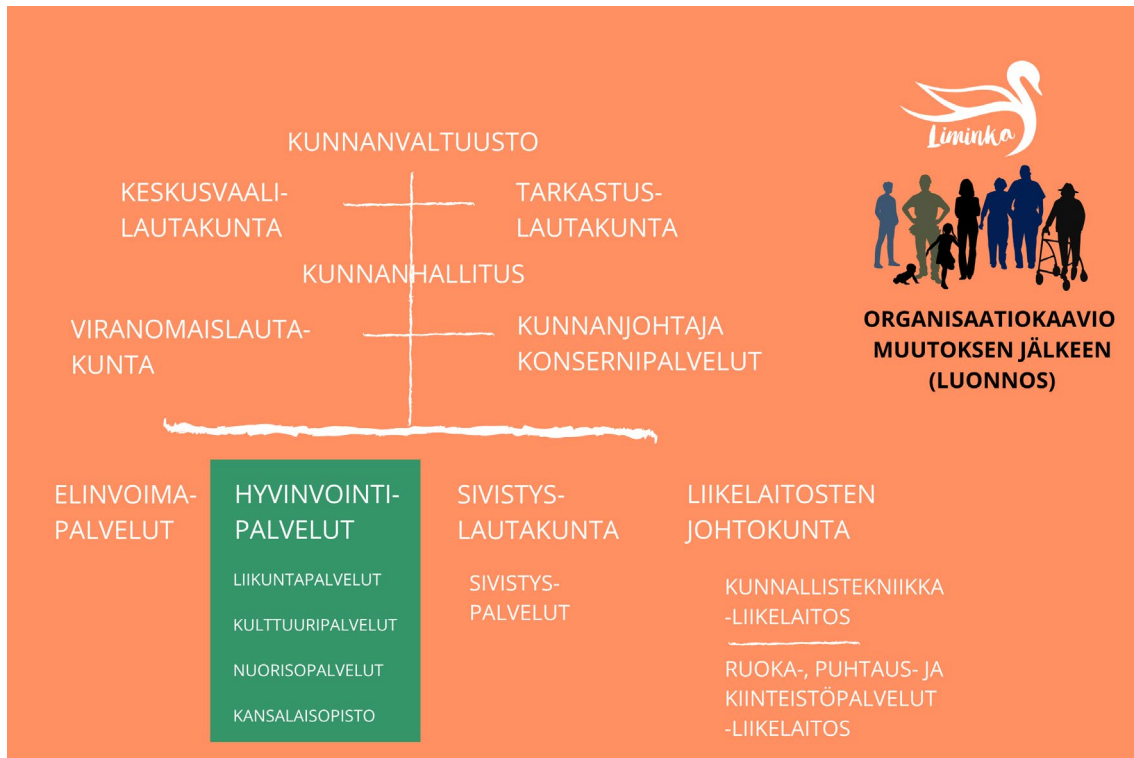 Liminka
ORGANISAATIOKAAVIO
MUUTOKSEN JÄLKEEN
(LUONNOS)
KUNNANVALTUUSTO
KESKUSVAALI-
LAUTAKUNTA
TARKASTUS-
LAUTAKUNTA
KUNNANHALLITUS
VIRANOMAISLAUTA-
KUNTA
KUNNANJOHTAJA
KONSERNIPALVELUT
ELINVOIMA-
PALVELUT
HYVINVOINTI-
PALVELUT
LIIKUNTAPALVELUT
KULTTUURIPALVELUT
NUORISOPALVELUT
KANSALAISOPISTO
SIVISTYS-
LAUTAKUNTA
SIVISTYS-
PALVELUT
LIIKELAITOSTEN
JOHTOKUNTA
KUNNALLISTEKNIIKKA
-LIIKELAITOS
RUOKA-, PUHTAUS- JA
KIINTEISTÖPALVELUT
-LIIKELAITOS